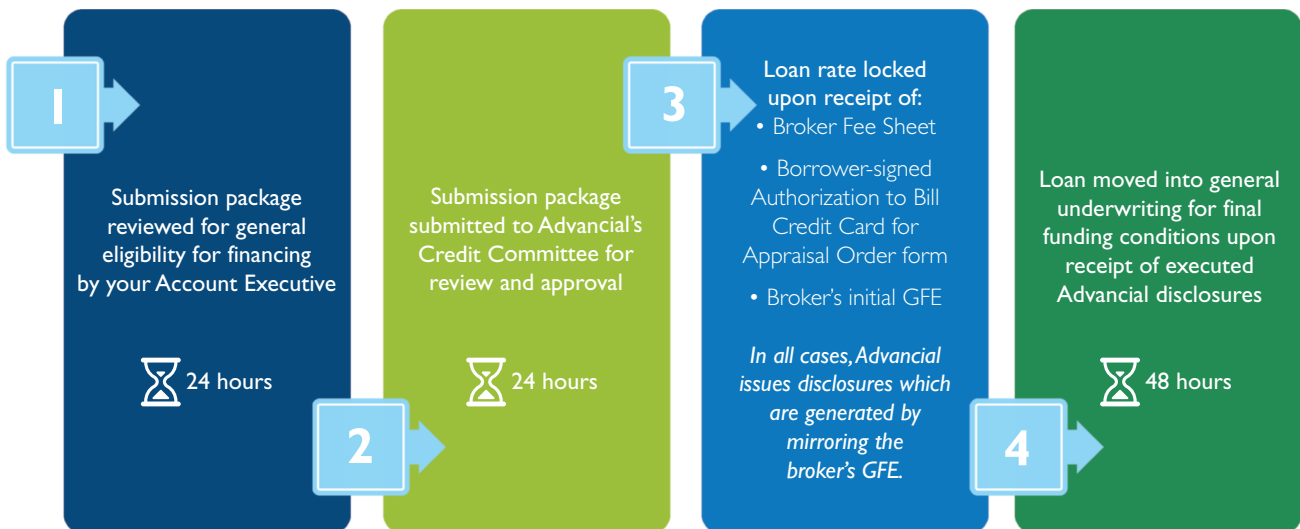 1
Submission package
reviewed for general
eligibility for financing
by your Account Executive
24 hours
2
Submission package
submitted to Advancial's
Credit Committee for
review and approval
24 hours
3
Loan rate locked
upon receipt of:
• Broker Fee Sheet
• Borrower-signed
Authorization to Bill
Credit Card for
Appraisal Order form
• Broker's initial GFE
In all cases, Advancial
issues disclosures which
are generated by
mirroring the
broker's GFE.
4
Loan moved into general
underwriting for final
funding conditions upon
receipt of executed
Advancial disclosures
48 hours